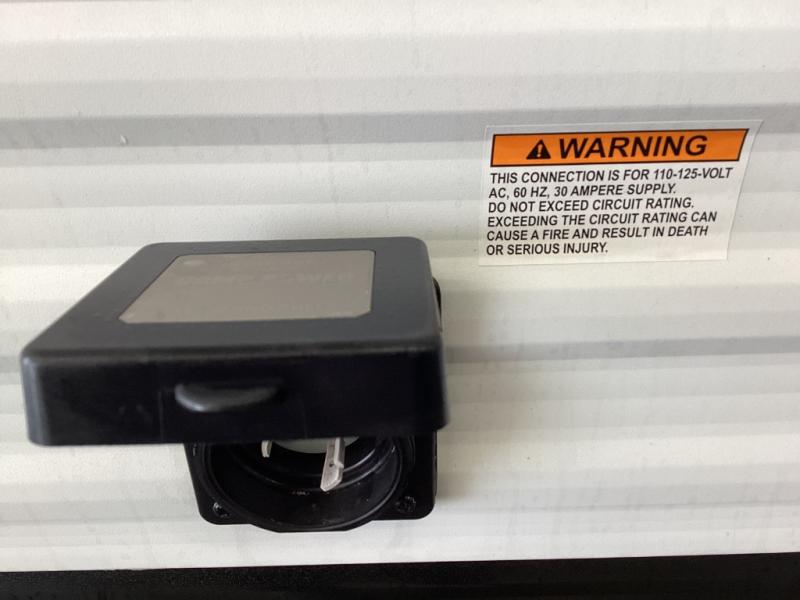 WARNING
THIS CONNECTION IS FOR 110-125-VOLT
AC, 60 HZ, 30 AMPERE SUPPLY.
DO NOT EXCEED CIRCUIT RATING.
EXCEEDING THE CIRCUIT RATING CAN
CAUSE A FIRE AND RESULT IN DEATH
OR SERIOUS INJURY.